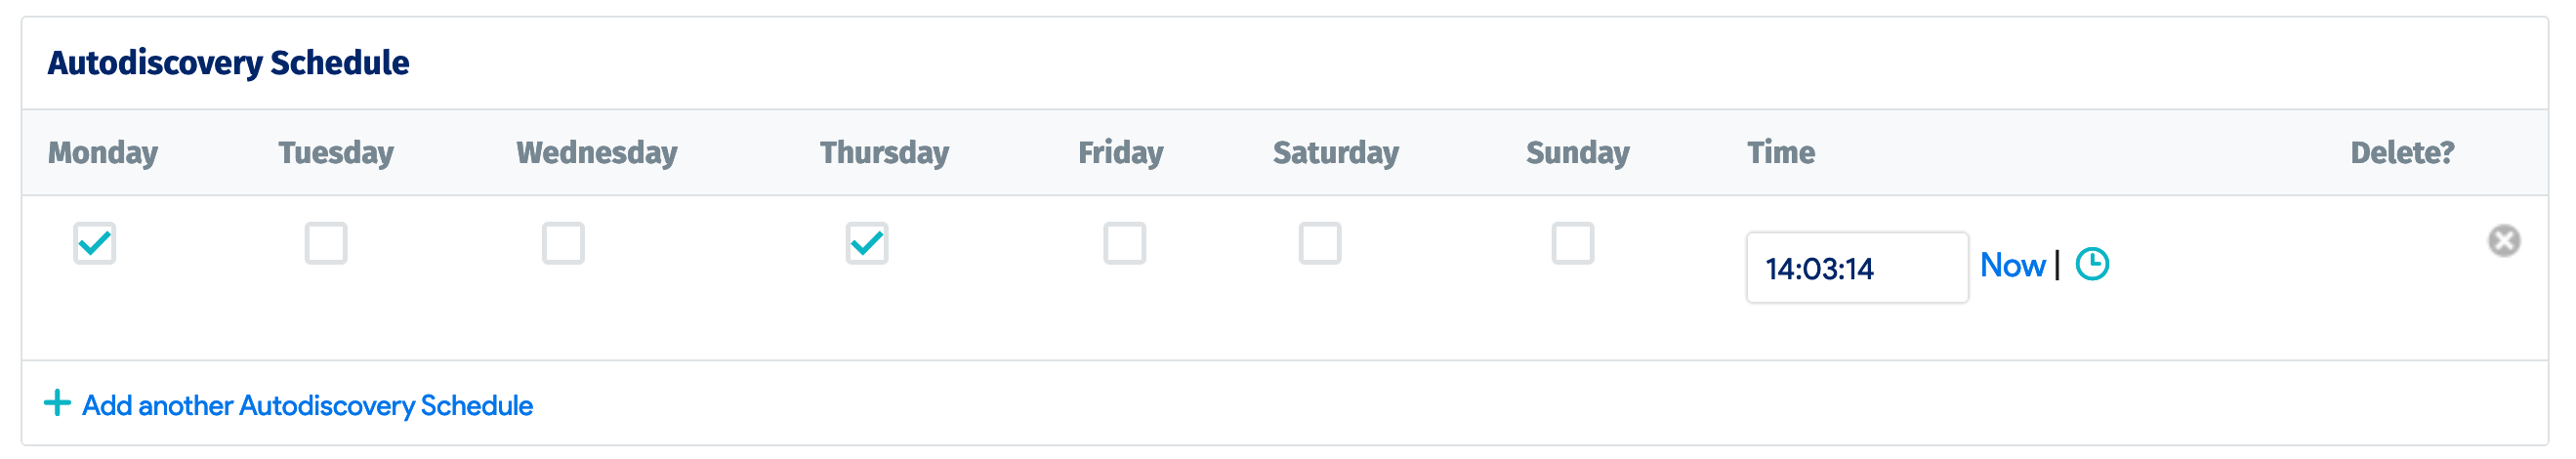 Autodiscovery Schedule
Monday Tuesday Wednesday Thursday Friday Saturday Sunday Time Delete?
14:03:14 Now |
Add another Autodiscovery Schedule